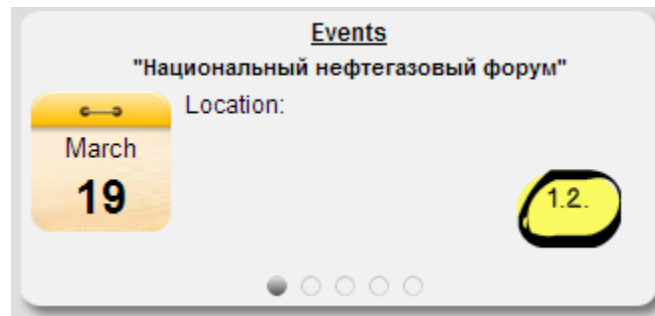 Events
"Национальный нефтегазовый форум"
Location:
March
19
1.2.